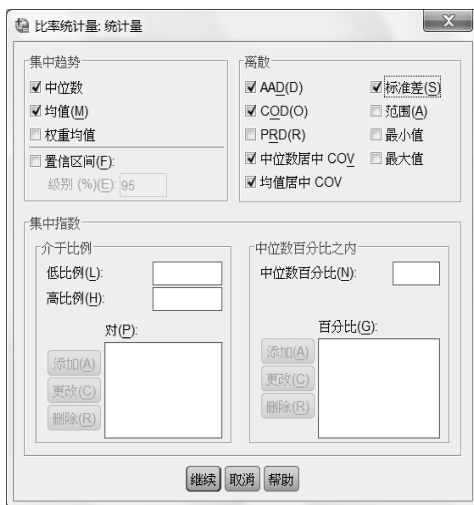 比率统计量: 统计量
集中趋势
中位数
均值(M)
权重均值
置信区间(F):
级别 (%)(E): 95
离散
AAD(D)
标准差(S)
COD(O)
范围(A)
PRD(R)
最小值
中位数居中 COV
最大值
均值居中 COV
集中指数
介于比例
低比例(L):
高比例(H):
对(P):
添加(A)
更改(C)
删除(R)
中位数百分比之内
中位数百分比(N):
百分比(G):
添加(A)
更改(C)
删除(R)
继续 取消 帮助